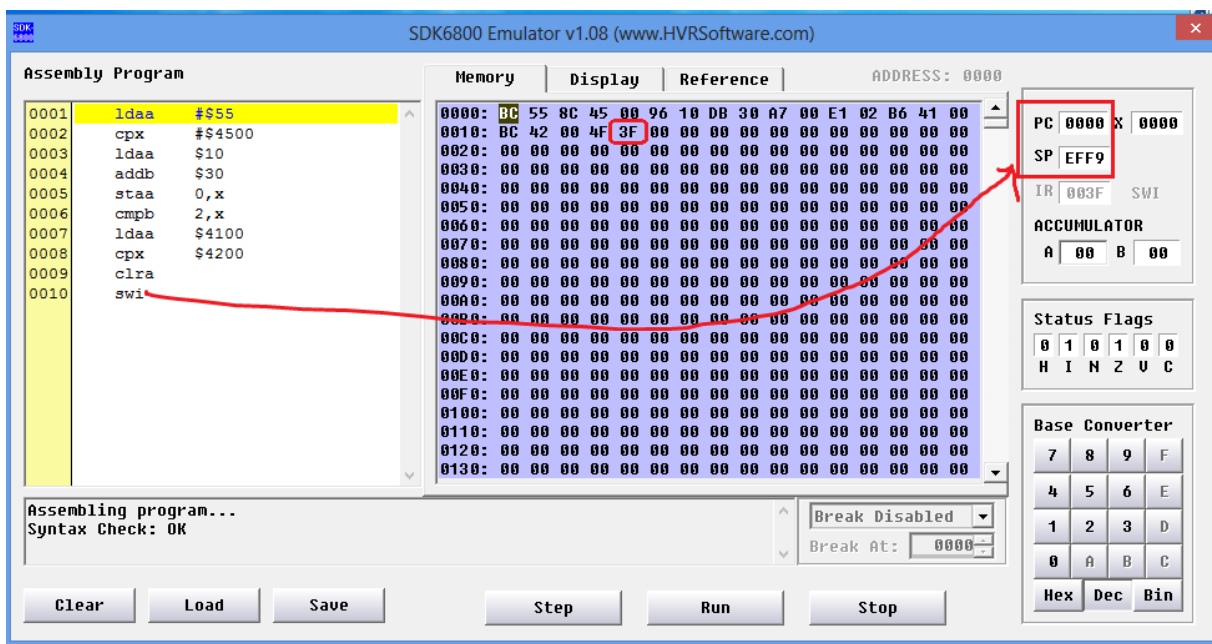 SDK-
6800
SDK6800 Emulator v1.08 (www.HVRSoftware.com)
Assembly Program
0001 ldaa #$55
0002 cpx #$4500
0003 ldaa $10
0004 addb $30
0005 staa 0,x
0006 cmpb 2,x
0007 ldaa $4100
0008 cpx $4200
0009 clra
0010 swi
Memory Display Reference ADDRESS: 0000
0000: BC 55 8C 45 00 96 10 DB 30 A7 00 E1 02 B6 41 00
0010: BC 42 00 4F 3F 00 00 00 00 00 00 00 00 00 00 00
0020: 00 00 00 00 00 00 00 00 00 00 00 00 00 00 00 00
0030: 00 00 00 00 00 00 00 00 00 00 00 00 00 00 00 00
0040: 00 00 00 00 00 00 00 00 00 00 00 00 00 00 00 00
0050: 00 00 00 00 00 00 00 00 00 00 00 00 00 00 00 00
0060: 00 00 00 00 00 00 00 00 00 00 00 00 00 00 00 00
0070: 00 00 00 00 00 00 00 00 00 00 00 00 00 00 00 00
0080: 00 00 00 00 00 00 00 00 00 00 00 00 00 00 00 00
0090: 00 00 00 00 00 00 00 00 00 00 00 00 00 00 00 00
00A0: 00 00 00 00 00 00 00 00 00 00 00 00 00 00 00 00
00B0: 00 00 00 00 00 00 00 00 00 00 00 00 00 00 00 00
00C0: 00 00 00 00 00 00 00 00 00 00 00 00 00 00 00 00
00D0: 00 00 00 00 00 00 00 00 00 00 00 00 00 00 00 00
00E0: 00 00 00 00 00 00 00 00 00 00 00 00 00 00 00 00
00F0: 00 00 00 00 00 00 00 00 00 00 00 00 00 00 00 00
0100: 00 00 00 00 00 00 00 00 00 00 00 00 00 00 00 00
0110: 00 00 00 00 00 00 00 00 00 00 00 00 00 00 00 00
0120: 00 00 00 00 00 00 00 00 00 00 00 00 00 00 00 00
0130: 00 00 00 00 00 00 00 00 00 00 00 00 00 00 00 00
PC 0000 X 0000
SP EFF9
IR 003F SWI
ACCUMULATOR
A 00 B 00
Status Flags
0 1 0 1 0 0
H I N Z V C
Base Converter
7 8 9 F
4 5 6 E
1 2 3 D
0 A B C
Hex Dec Bin
Assembling program...
Syntax Check: OK
Break Disabled
Break At: 0000
Clear Load Save Step Run Stop